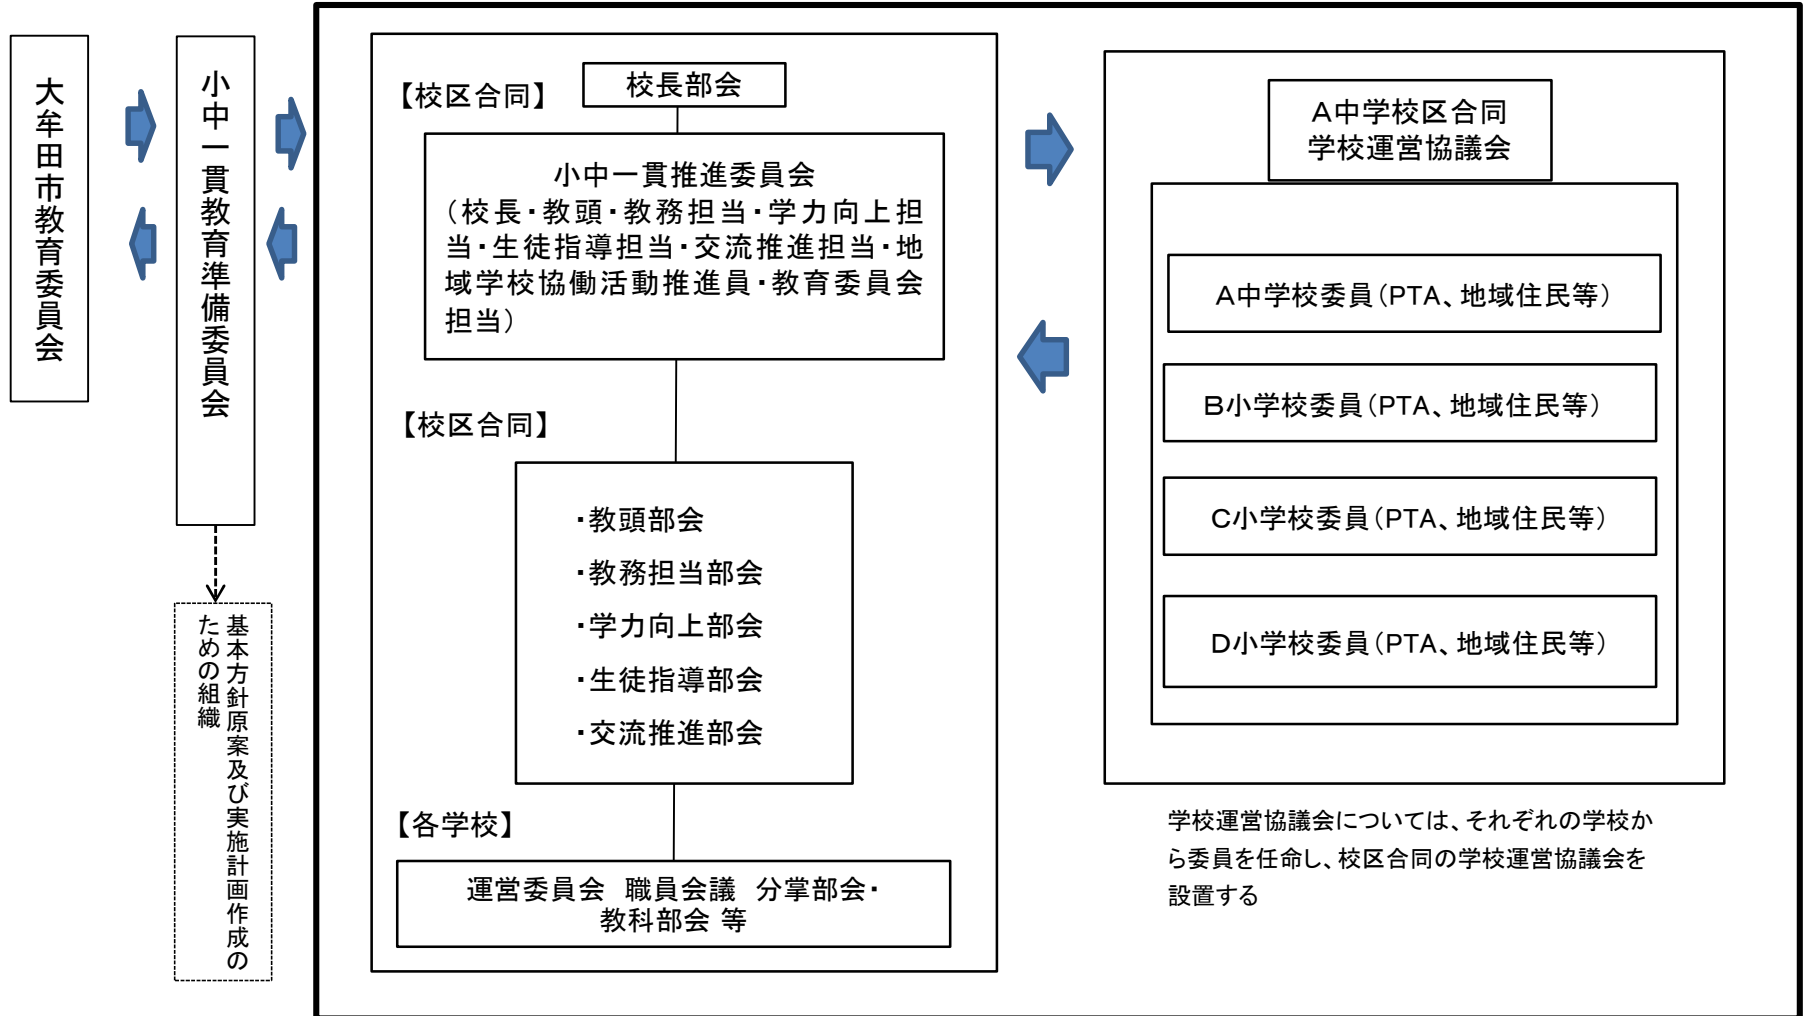 大牟田市教育委員会
小中一貫教育準備委員会
基本方針原案及び実施計画作成の
ための組織
【校区合同】
校長部会
小中一貫推進委員会
（校長・教頭・教務担当・学力向上担
当・生徒指導担当・交流推進担当・地
域学校協働活動推進員・教育委員会
担当）
【校区合同】
・教頭部会
・教務担当部会
・学力向上部会
・生徒指導部会
・交流推進部会
【各学校】
運営委員会　職員会議　分掌部会・
教科部会 等
A中学校区合同
学校運営協議会
A中学校委員（PTA、地域住民等）
B小学校委員（PTA、地域住民等）
C小学校委員（PTA、地域住民等）
D小学校委員（PTA、地域住民等）
学校運営協議会については、それぞれの学校か
ら委員を任命し、校区合同の学校運営協議会を
設置する